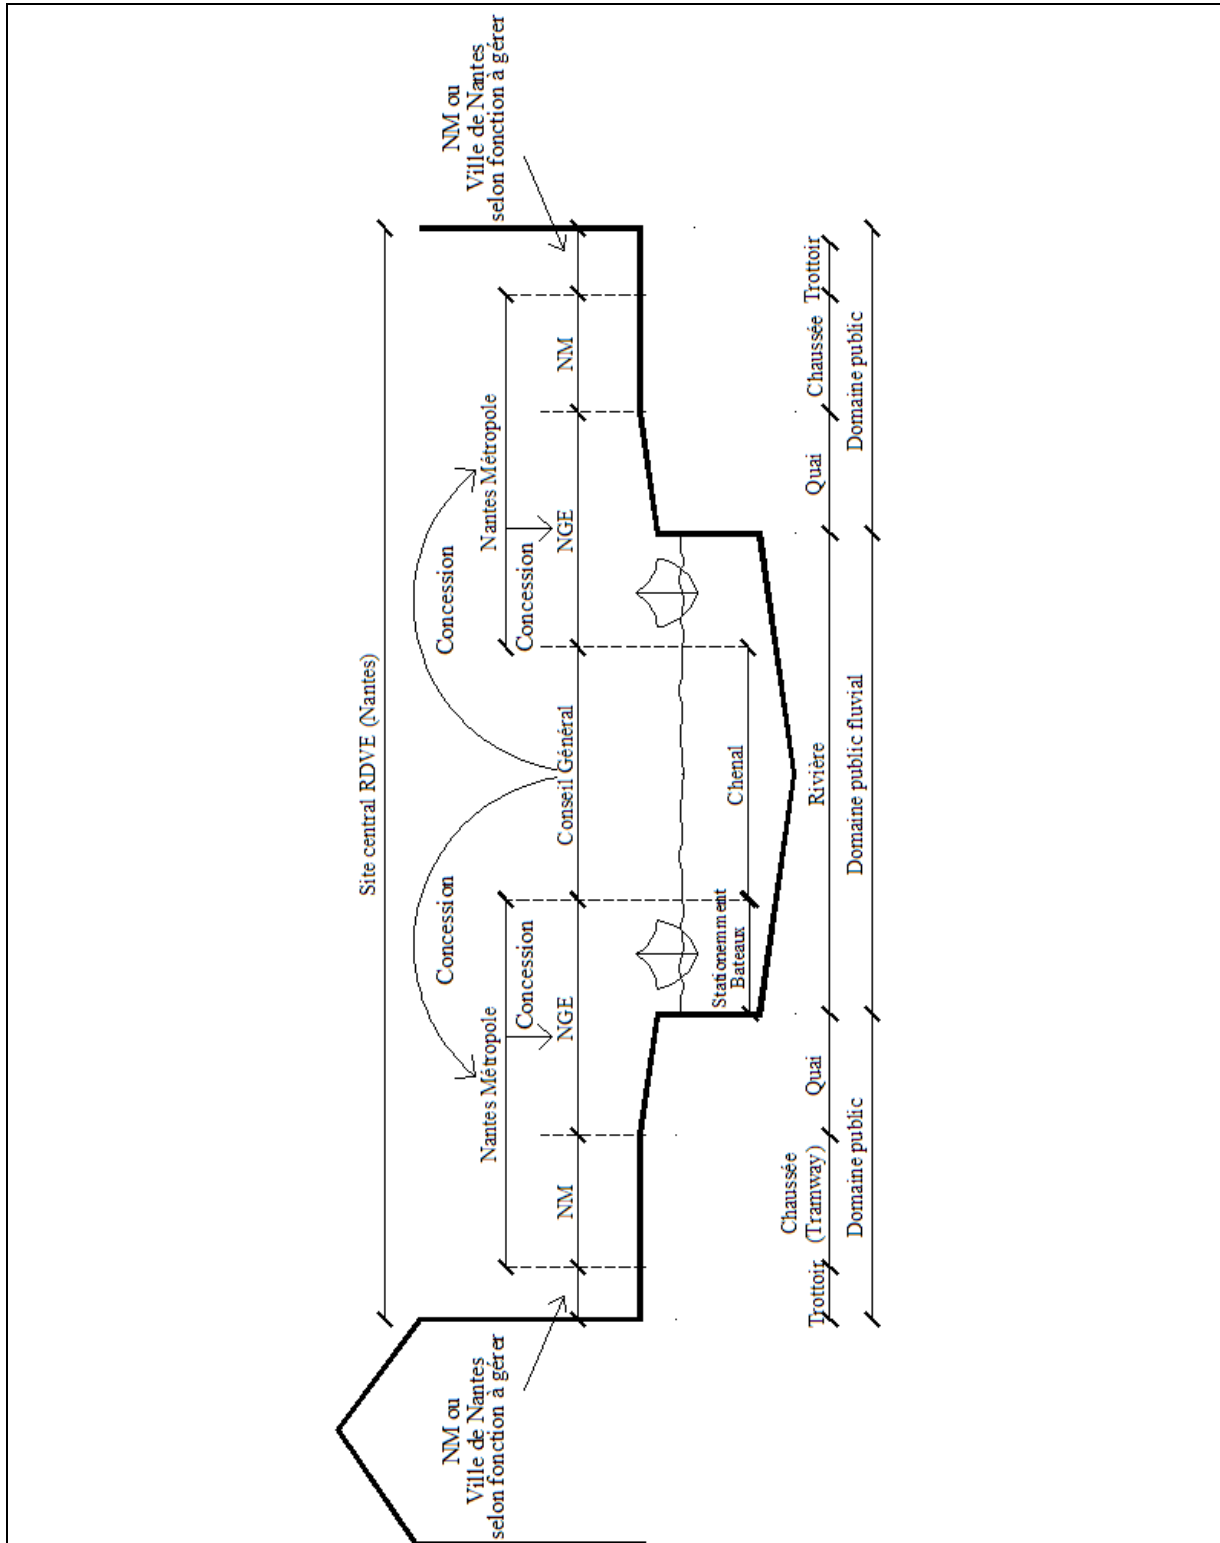 Site central RDVE (Nantes)
Concession
Concession
NM ou
Ville de Nantes
selon fonction à gérer
Nantes Métropole
Concession
Nantes Métropole
Concession
NM ou
Ville de Nantes
selon fonction à gérer
NM
NGE
Conseil Général
NGE
NM
Stationemment
Bateaux
Chenal
Trottoir
Chaussée
(Tramway)
Quai
Rivière
Quai
Chaussée
Trottoir
Domaine public
Domaine public fluvial
Domaine public